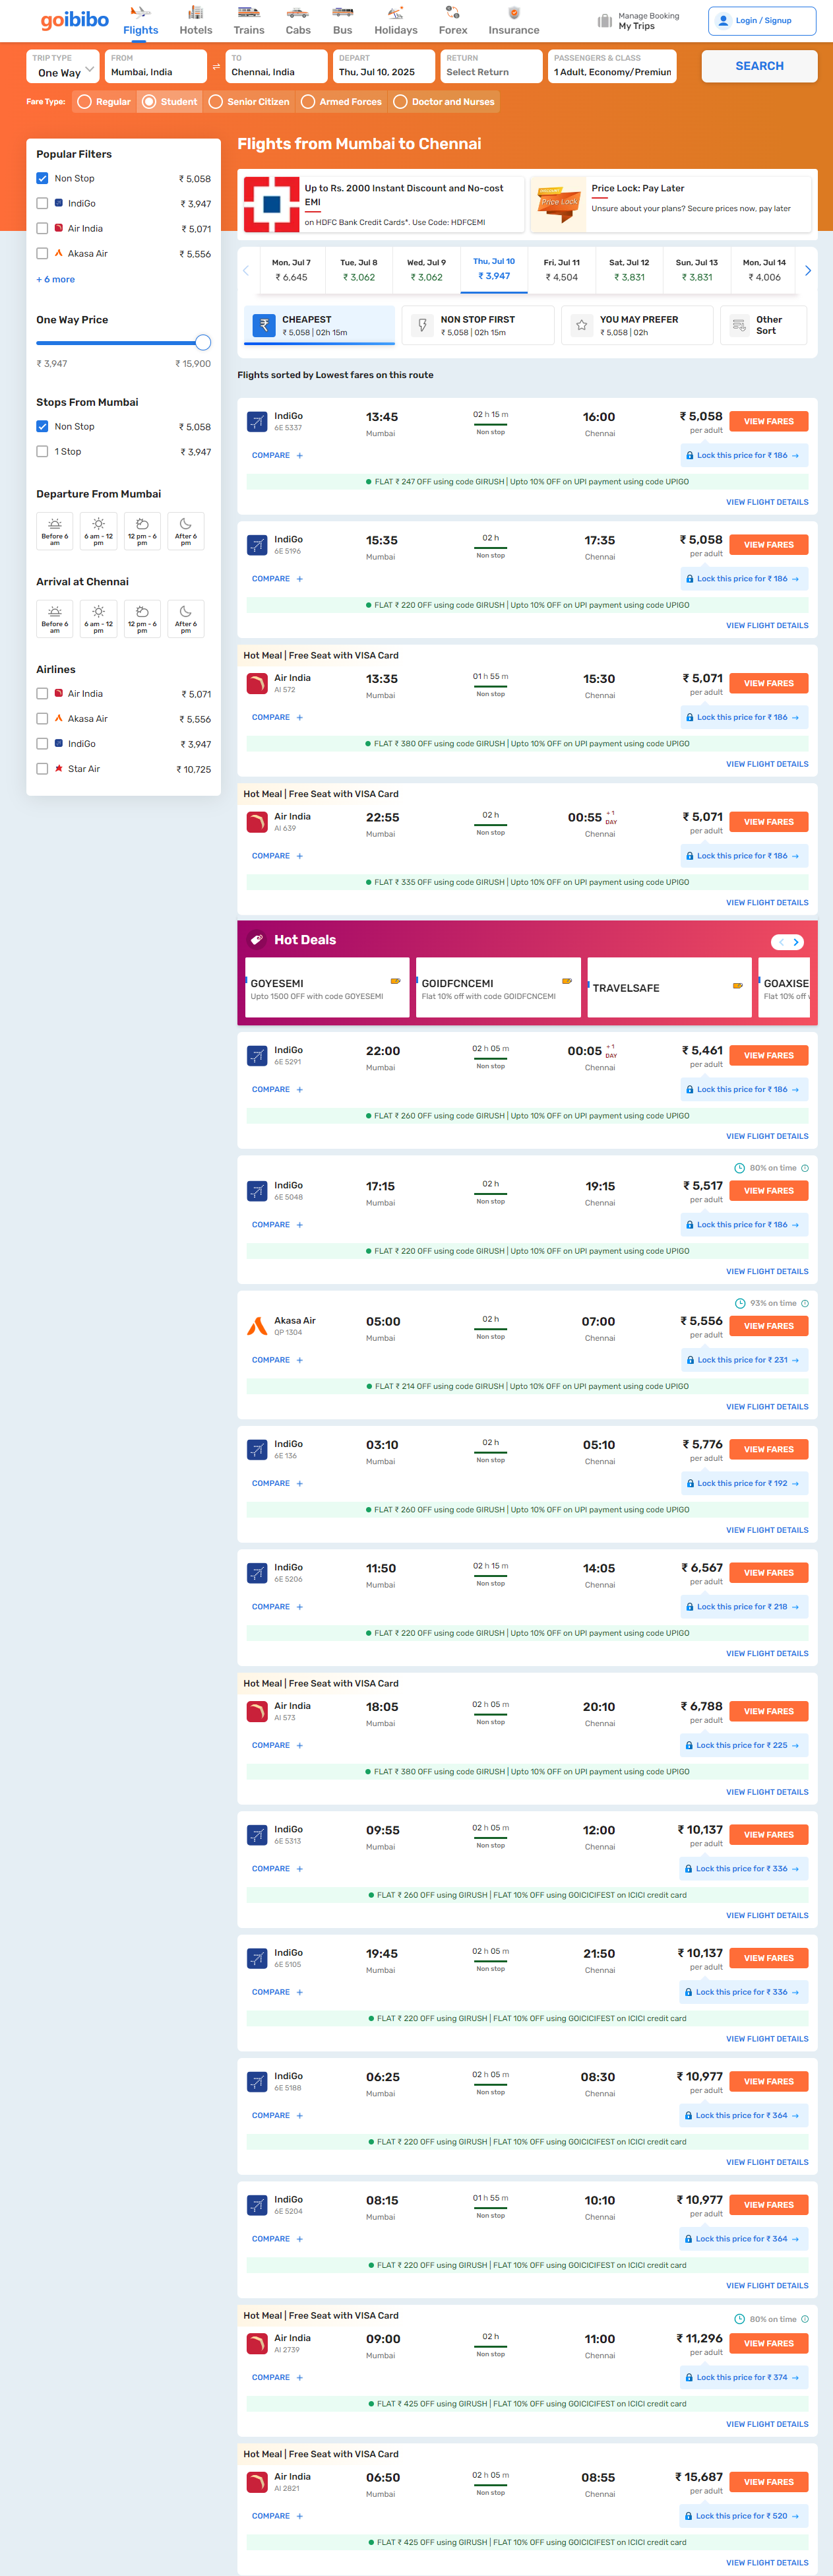 goibibo
Flights
Hotels
Trains
Cabs
Bus
Holidays
Forex
Insurance
Manage Booking
My Trips
Login / Signup
TRIP TYPE
One Way
FROM
Mumbai, India
TO
Chennai, India
DEPART
Thu, Jul 10, 2025
RETURN
Select Return
PASSENGERS & CLASS
1 Adult, Economy/Premiun
SEARCH
Fare Type:
Regular
Student
Senior Citizen
Armed Forces
Doctor and Nurses
Popular Filters
Non Stop ₹ 5,058
IndiGo ₹ 3,947
Air India ₹ 5,071
Akasa Air ₹ 5,556
+ 6 more
One Way Price
₹ 3,947 ₹ 15,900
Stops From Mumbai
Non Stop ₹ 5,058
1 Stop ₹ 3,947
Departure From Mumbai
Before 6 am
6 am - 12 pm
12 pm - 6 pm
After 6 pm
Arrival at Chennai
Before 6 am
6 am - 12 pm
12 pm - 6 pm
After 6 pm
Airlines
Air India ₹ 5,071
Akasa Air ₹ 5,556
IndiGo ₹ 3,947
Star Air ₹ 10,725
Flights from Mumbai to Chennai
Up to Rs. 2000 Instant Discount and No-cost
EMI
on HDFC Bank Credit Cards*. Use Code: HDFCEMI
Price Lock
Price Lock: Pay Later
Unsure about your plans? Secure prices now, pay later
Mon, Jul 7
₹ 6,645
Tue, Jul 8
₹ 3,062
Wed, Jul 9
₹ 3,062
Thu, Jul 10
₹ 3,947
Fri, Jul 11
₹ 4,504
Sat, Jul 12
₹ 3,831
Sun, Jul 13
₹ 3,831
Mon, Jul 14
₹ 4,006
CHEAPEST
₹ 5,058 | 02h 15m
NON STOP FIRST
₹ 5,058 | 02h 15m
YOU MAY PREFER
₹ 5,058 | 02h
Other
Sort
Flights sorted by Lowest fares on this route
IndiGo 13:45 02 h 15 m 16:00 ₹ 5,058 VIEW FARES
6E 5337 Mumbai Non stop Chennai per adult
COMPARE + Lock this price for ₹ 186 →
FLAT ₹ 247 OFF using code GIRUSH | Upto 10% OFF on UPI payment using code UPIGO
VIEW FLIGHT DETAILS
IndiGo 15:35 02 h 17:35 ₹ 5,058 VIEW FARES
6E 5196 Mumbai Non stop Chennai per adult
COMPARE + Lock this price for ₹ 186 →
FLAT ₹ 220 OFF using code GIRUSH | Upto 10% OFF on UPI payment using code UPIGO
VIEW FLIGHT DETAILS
Hot Meal | Free Seat with VISA Card
Air India 13:35 01 h 55 m 15:30 ₹ 5,071 VIEW FARES
AI 572 Mumbai Non stop Chennai per adult
COMPARE + Lock this price for ₹ 186 →
FLAT ₹ 380 OFF using code GIRUSH | Upto 10% OFF on UPI payment using code UPIGO
VIEW FLIGHT DETAILS
Hot Meal | Free Seat with VISA Card
Air India 22:55 02 h 00:55 + 1 DAY ₹ 5,071 VIEW FARES
AI 639 Mumbai Non stop Chennai per adult
COMPARE + Lock this price for ₹ 186 →
FLAT ₹ 335 OFF using code GIRUSH | Upto 10% OFF on UPI payment using code UPIGO
VIEW FLIGHT DETAILS
Hot Deals
GOYESEMI
Upto 1500 OFF with code GOYESEMI
GOIDFCNCEMI
Flat 10% off with code GOIDFCNCEMI
TRAVELSAFE
GOAXISE
Flat 10% off
IndiGo 22:00 02 h 05 m 00:05 + 1 DAY ₹ 5,461 VIEW FARES
6E 5291 Mumbai Non stop Chennai per adult
COMPARE + Lock this price for ₹ 186 →
FLAT ₹ 260 OFF using code GIRUSH | Upto 10% OFF on UPI payment using code UPIGO
VIEW FLIGHT DETAILS
80% on time
IndiGo 17:15 02 h 19:15 ₹ 5,517 VIEW FARES
6E 5048 Mumbai Non stop Chennai per adult
COMPARE + Lock this price for ₹ 186 →
FLAT ₹ 220 OFF using code GIRUSH | Upto 10% OFF on UPI payment using code UPIGO
VIEW FLIGHT DETAILS
93% on time
Akasa Air 05:00 02 h 07:00 ₹ 5,556 VIEW FARES
QP 1304 Mumbai Non stop Chennai per adult
COMPARE + Lock this price for ₹ 231 →
FLAT ₹ 214 OFF using code GIRUSH | Upto 10% OFF on UPI payment using code UPIGO
VIEW FLIGHT DETAILS
IndiGo 03:10 02 h 05:10 ₹ 5,776 VIEW FARES
6E 136 Mumbai Non stop Chennai per adult
COMPARE + Lock this price for ₹ 192 →
FLAT ₹ 260 OFF using code GIRUSH | Upto 10% OFF on UPI payment using code UPIGO
VIEW FLIGHT DETAILS
IndiGo 11:50 02 h 15 m 14:05 ₹ 6,567 VIEW FARES
6E 5206 Mumbai Non stop Chennai per adult
COMPARE + Lock this price for ₹ 218 →
FLAT ₹ 220 OFF using code GIRUSH | Upto 10% OFF on UPI payment using code UPIGO
VIEW FLIGHT DETAILS
Hot Meal | Free Seat with VISA Card
Air India 18:05 02 h 05 m 20:10 ₹ 6,788 VIEW FARES
AI 573 Mumbai Non stop Chennai per adult
COMPARE + Lock this price for ₹ 225 →
FLAT ₹ 380 OFF using code GIRUSH | Upto 10% OFF on UPI payment using code UPIGO
VIEW FLIGHT DETAILS
IndiGo 09:55 02 h 05 m 12:00 ₹ 10,137 VIEW FARES
6E 5313 Mumbai Non stop Chennai per adult
COMPARE + Lock this price for ₹ 336 →
FLAT ₹ 260 OFF using GIRUSH | FLAT 10% OFF using GOICICIFEST on ICICI credit card
VIEW FLIGHT DETAILS
IndiGo 19:45 02 h 05 m 21:50 ₹ 10,137 VIEW FARES
6E 5105 Mumbai Non stop Chennai per adult
COMPARE + Lock this price for ₹ 336 →
FLAT ₹ 220 OFF using GIRUSH | FLAT 10% OFF using GOICICIFEST on ICICI credit card
VIEW FLIGHT DETAILS
IndiGo 06:25 02 h 05 m 08:30 ₹ 10,977 VIEW FARES
6E 5188 Mumbai Non stop Chennai per adult
COMPARE + Lock this price for ₹ 364 →
FLAT ₹ 220 OFF using GIRUSH | FLAT 10% OFF using GOICICIFEST on ICICI credit card
VIEW FLIGHT DETAILS
IndiGo 08:15 01 h 55 m 10:10 ₹ 10,977 VIEW FARES
6E 5204 Mumbai Non stop Chennai per adult
COMPARE + Lock this price for ₹ 364 →
FLAT ₹ 220 OFF using GIRUSH | FLAT 10% OFF using GOICICIFEST on ICICI credit card
VIEW FLIGHT DETAILS
Hot Meal | Free Seat with VISA Card 80% on time
Air India 09:00 02 h 11:00 ₹ 11,296 VIEW FARES
AI 2739 Mumbai Non stop Chennai per adult
COMPARE + Lock this price for ₹ 374 →
FLAT ₹ 425 OFF using GIRUSH | FLAT 10% OFF using GOICICIFEST on ICICI credit card
VIEW FLIGHT DETAILS
Hot Meal | Free Seat with VISA Card
Air India 06:50 02 h 05 m 08:55 ₹ 15,687 VIEW FARES
AI 2821 Mumbai Non stop Chennai per adult
COMPARE + Lock this price for ₹ 520 →
FLAT ₹ 425 OFF using GIRUSH | FLAT 10% OFF using GOICICIFEST on ICICI credit card
VIEW FLIGHT DETAILS